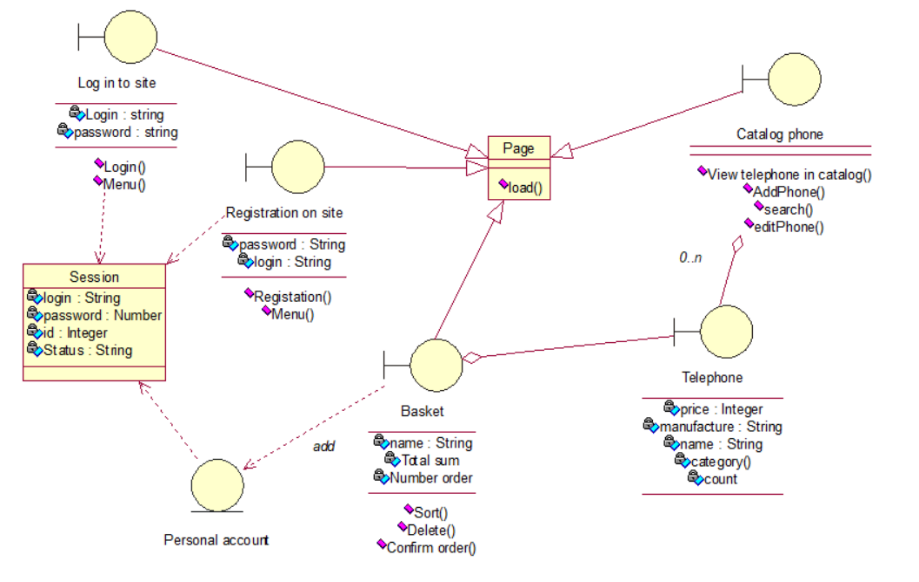 Log in to site
Login : string
password : string
Login()
Menu()
Registration on site
password : String
login : String
Registation()
Menu()
Page
load()
Catalog phone
View telephone in catalog()
AddPhone()
search()
editPhone()
0..n
Session
login : String
password : Number
id : Integer
Status : String
Personal account
add
Basket
name : String
Total sum
Number order
Sort()
Delete()
Confirm order()
Telephone
price : Integer
manufacture : String
name : String
category()
count